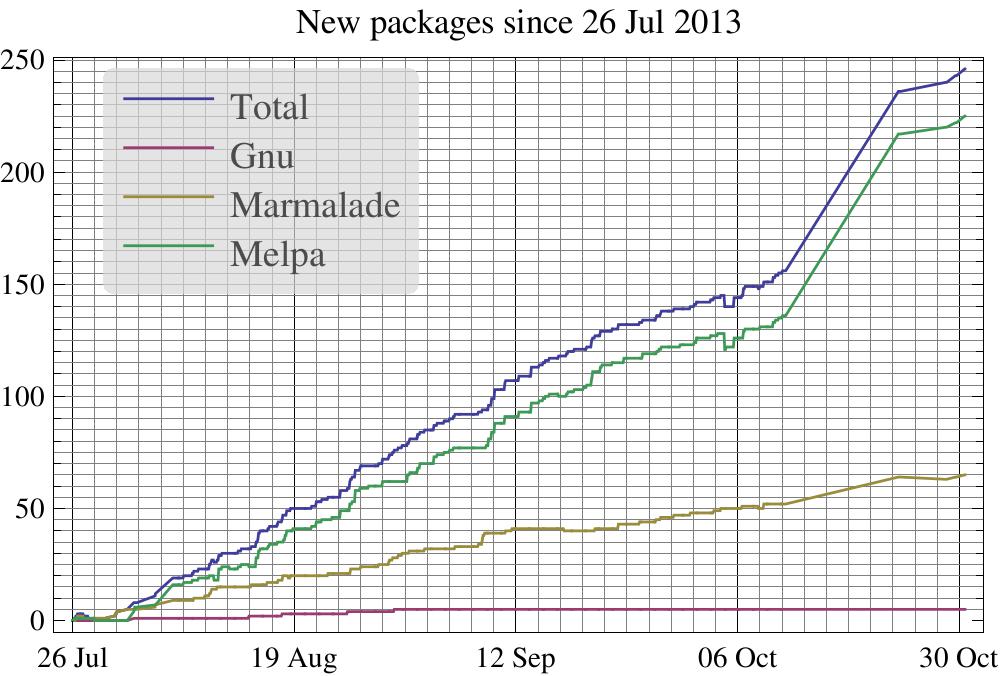 New packages since 26 Jul 2013
250
200
150
100
50
0
Total
Gnu
Marmalade
Melpa
26 Jul 19 Aug 12 Sep 06 Oct 30 Oct